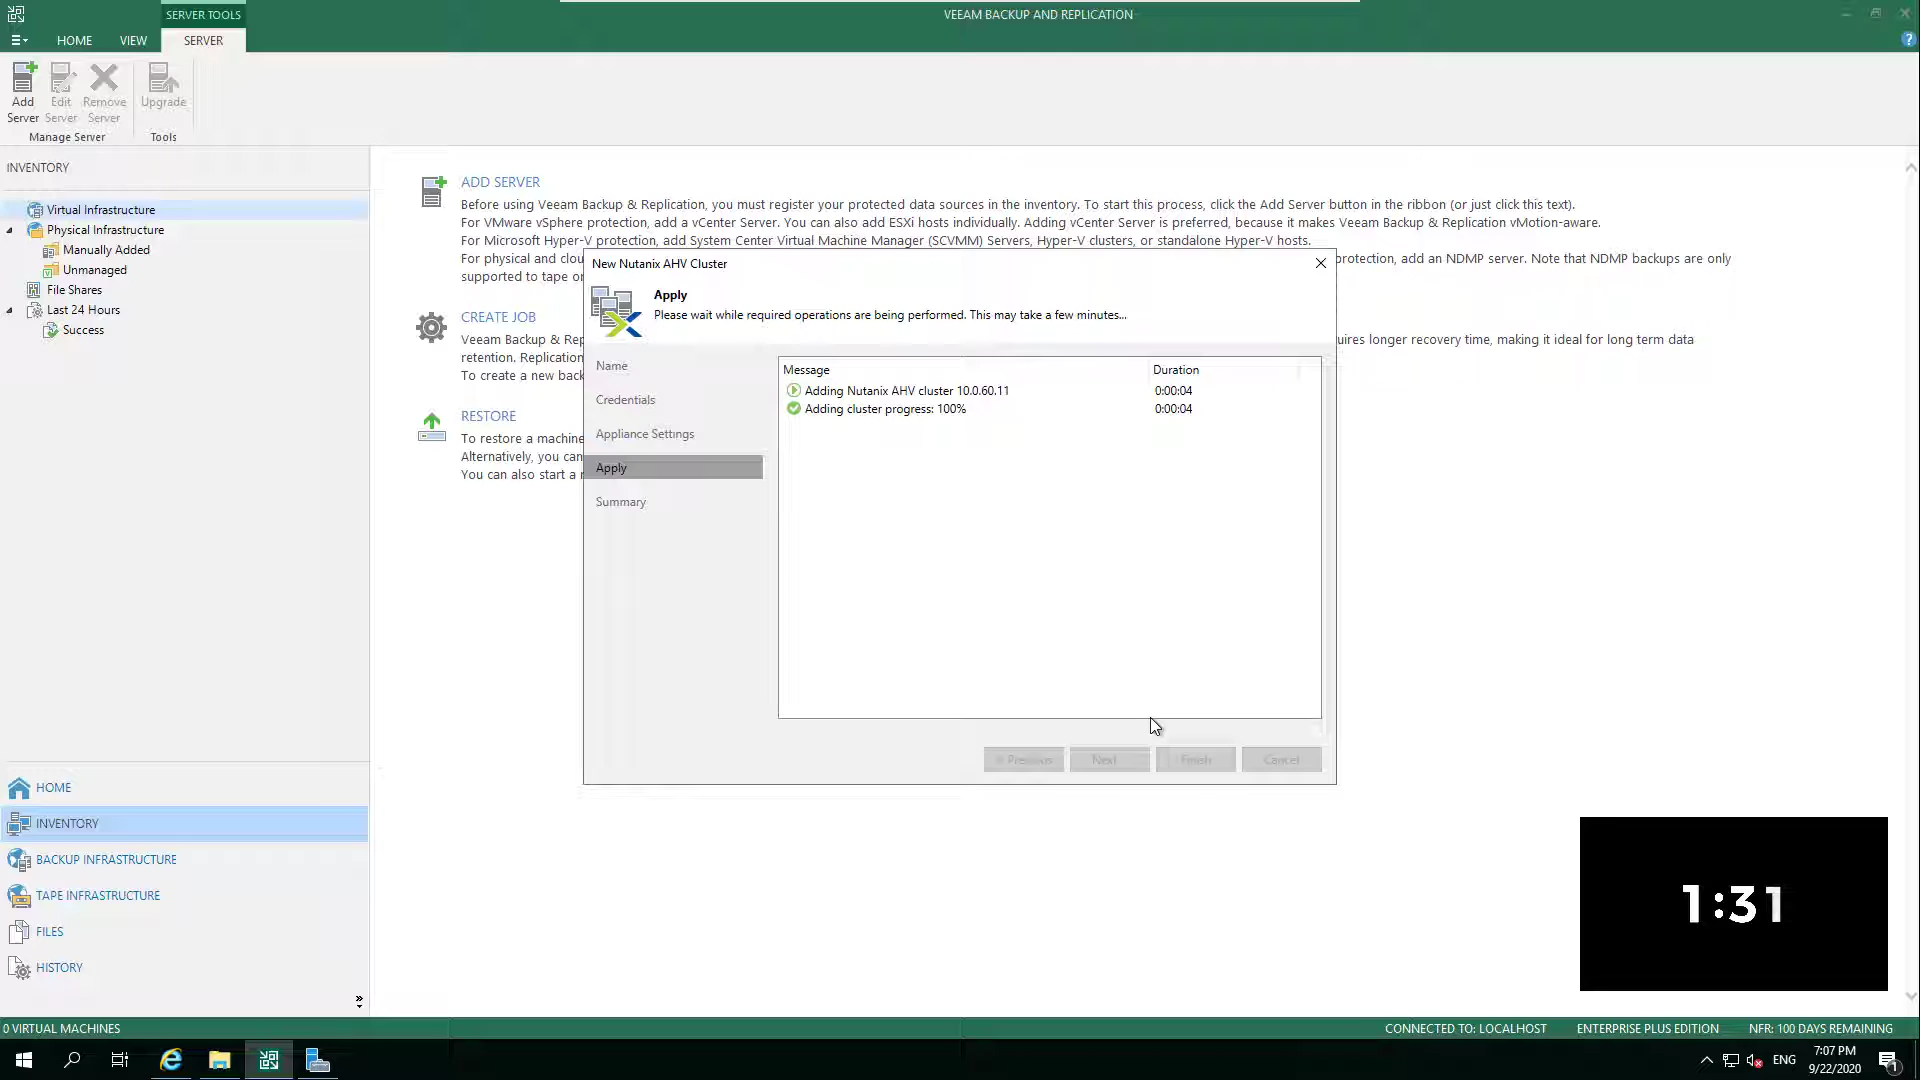 SERVER TOOLS
VEEAM BACKUP AND REPLICATION
HOME
VIEW
SERVER
Add Server
Edit Server
Remove Server
Upgrade
Manage Server
Tools
INVENTORY
Virtual Infrastructure
Physical Infrastructure
Manually Added
Unmanaged
File Shares
Last 24 Hours
Success
ADD SERVER
Before using Veeam Backup & Replication, you must register your protected data sources in the inventory. To start this process, click the Add Server button in the ribbon (or just click this text).
For VMware vSphere protection, add a vCenter Server. You can also add ESXi hosts individually. Adding vCenter Server is preferred, because it makes Veeam Backup & Replication vMotion-aware.
For Microsoft Hyper-V protection, add System Center Virtual Machine Manager (SCVMM) Servers, Hyper-V clusters, or standalone Hyper-V hosts.
For physical and clou
protection, add an NDMP server. Note that NDMP backups are only
supported to tape or
CREATE JOB
Veeam Backup & Rep
uires longer recovery time, making it ideal for long term data
retention. Replication
To create a new back
RESTORE
To restore a machine
Alternatively, you can
You can also start a r
New Nutanix AHV Cluster
Apply
Please wait while required operations are being performed. This may take a few minutes...
Name
Credentials
Appliance Settings
Apply
Summary
Message
Duration
Adding Nutanix AHV cluster 10.0.60.11
0:00:04
Adding cluster progress: 100%
0:00:04
< Previous
Next
Finish
Cancel
HOME
INVENTORY
BACKUP INFRASTRUCTURE
TAPE INFRASTRUCTURE
FILES
HISTORY
1:31
0 VIRTUAL MACHINES
CONNECTED TO: LOCALHOST
ENTERPRISE PLUS EDITION
NFR: 100 DAYS REMAINING
ENG
7:07 PM
9/22/2020
1